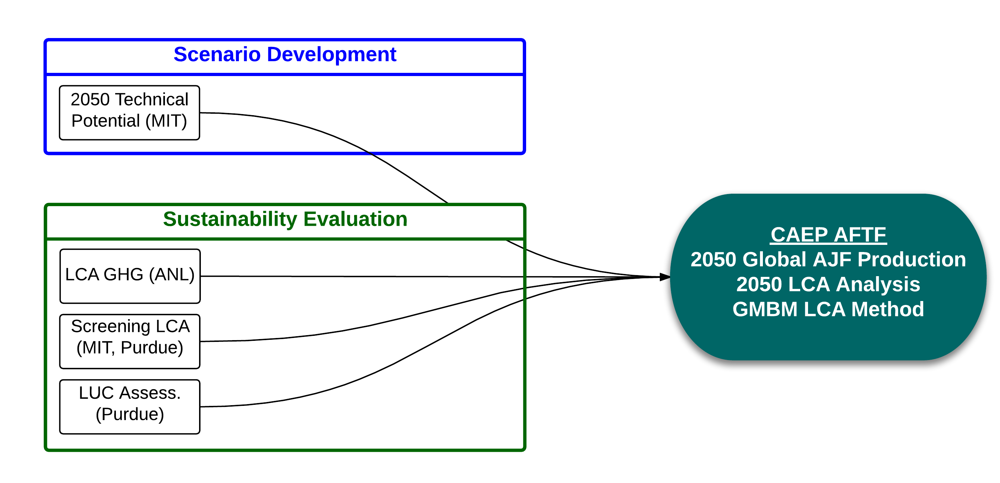 Scenario Development
2050 Technical
Potential (MIT)
Sustainability Evaluation
LCA GHG (ANL)
Screening LCA
(MIT, Purdue)
LUC Assess.
(Purdue)
CAEP AFTF
2050 Global AJF Production
2050 LCA Analysis
GMBM LCA Method